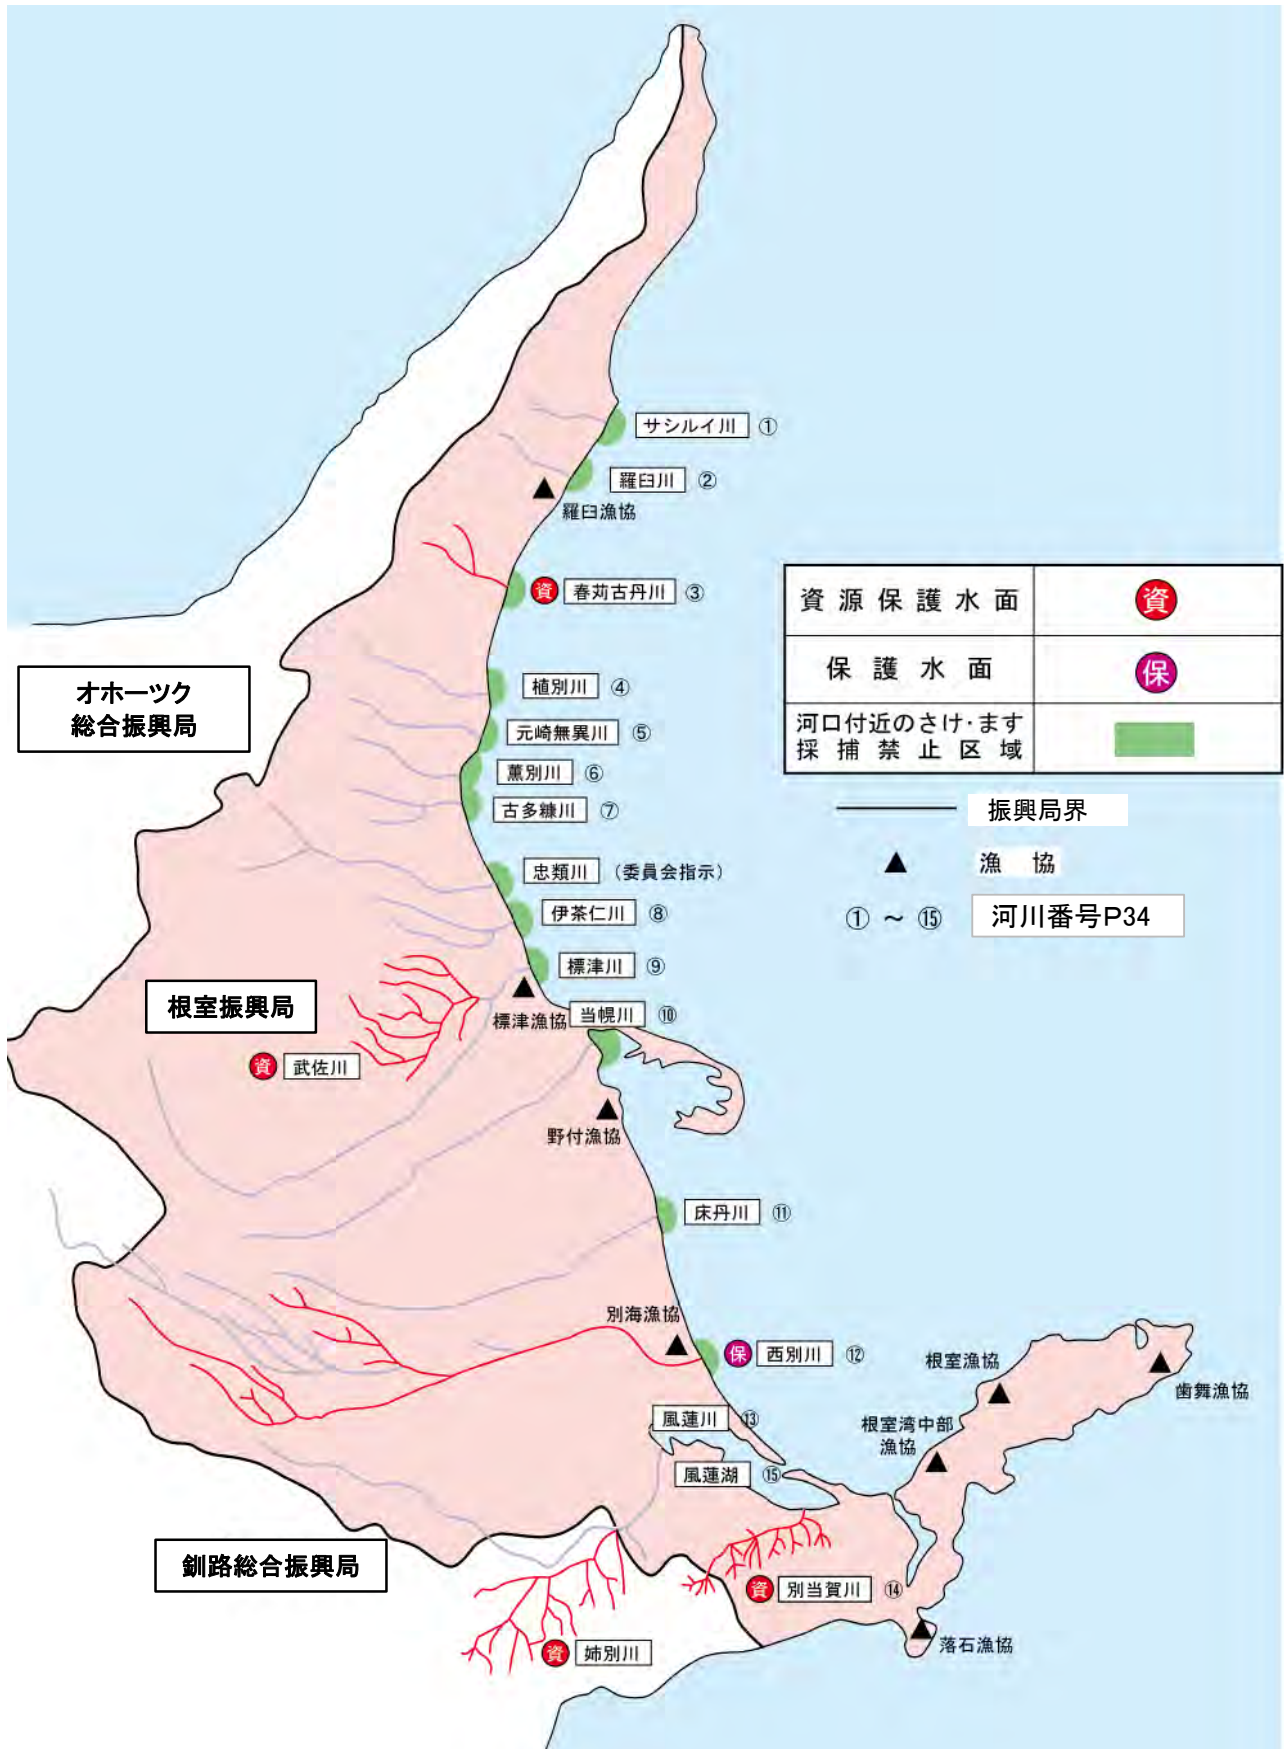 サシルイ川 ①
羅臼川 ②
羅臼漁協
資 春苅古丹川 ③
資源保護水面 資
保護水面 保
河口付近のさけ・ます
採捕禁止区域
オホーツク
総合振興局
植別川 ④
元崎無異川 ⑤
薫別川 ⑥
古多糠川 ⑦
振興局界
漁協
①～⑮ 河川番号P34
忠類川 (委員会指示)
伊茶仁川 ⑧
標津川 ⑨
根室振興局
標津漁協
当幌川 ⑩
資 武佐川
野付漁協
床丹川 ⑪
別海漁協
保 西別川 ⑫
根室漁協
歯舞漁協
風蓮川 ⑬
根室湾中部
漁協
風蓮湖 ⑮
釧路総合振興局
資 別当賀川 ⑭
資 姉別川
落石漁協